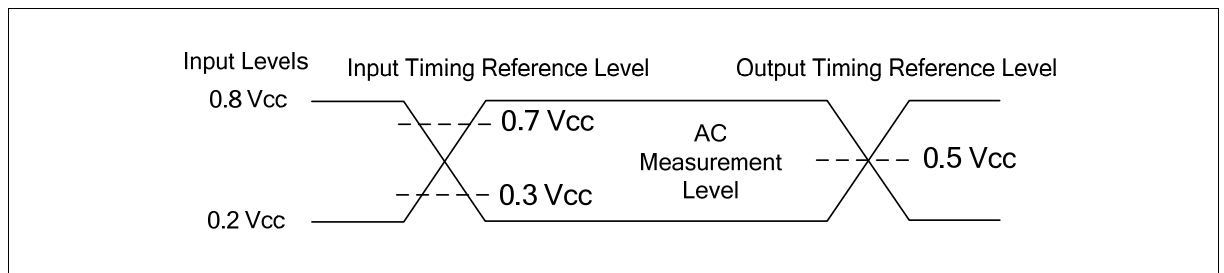 Input Levels
Input Timing Reference Level
Output Timing Reference Level
0.8 Vcc
0.7 Vcc
AC
Measurement
Level
0.5 Vcc
0.3 Vcc
0.2 Vcc